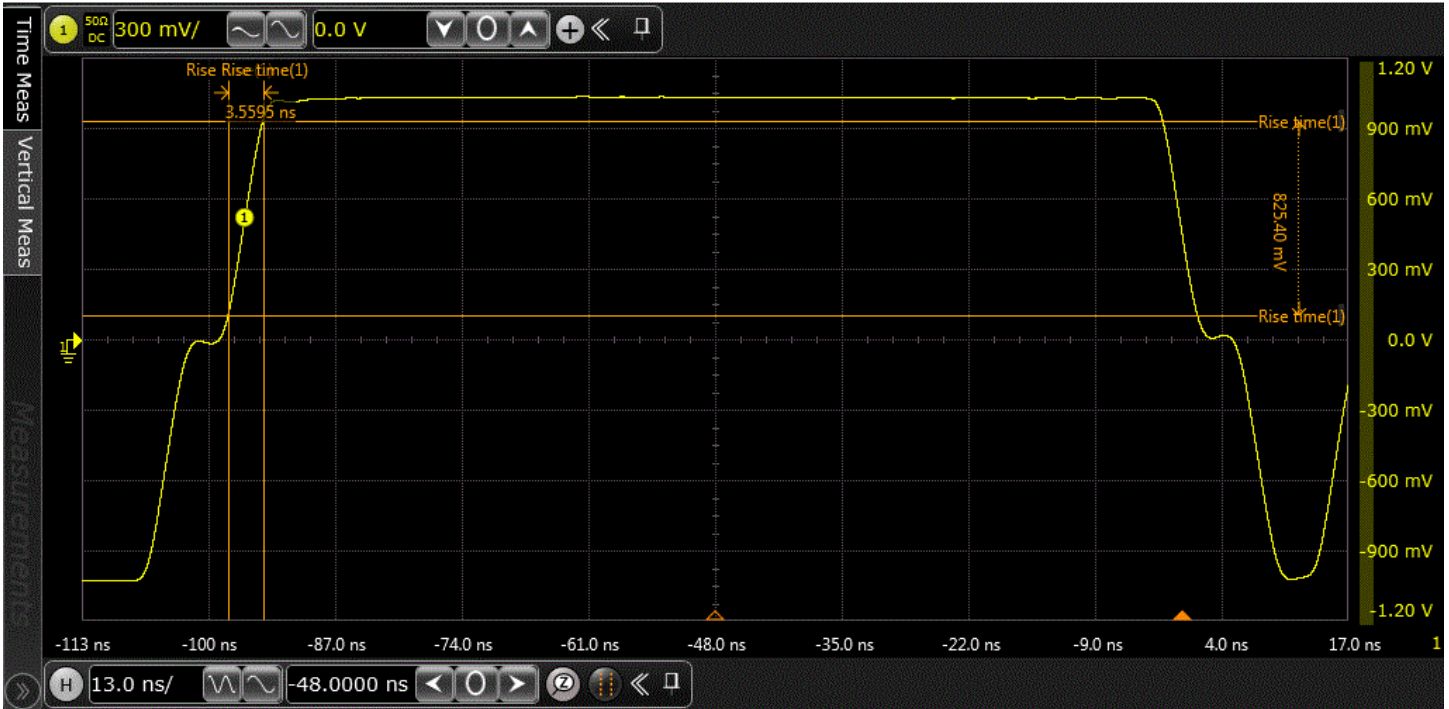 Time Meas
Vertical Meas
Measurements
1 50Ω DC 300 mV/ 0.0 V
Rise Rise time(1)
3.5595 ns
1
Rise time(1)
825.40 mV
Rise time(1)
1
1.20 V
900 mV
600 mV
300 mV
0.0 V
-300 mV
-600 mV
-900 mV
-1.20 V
-113 ns -100 ns -87.0 ns -74.0 ns -61.0 ns -48.0 ns -35.0 ns -22.0 ns -9.0 ns 4.0 ns 17.0 ns 1
H 13.0 ns/ -48.0000 ns Z